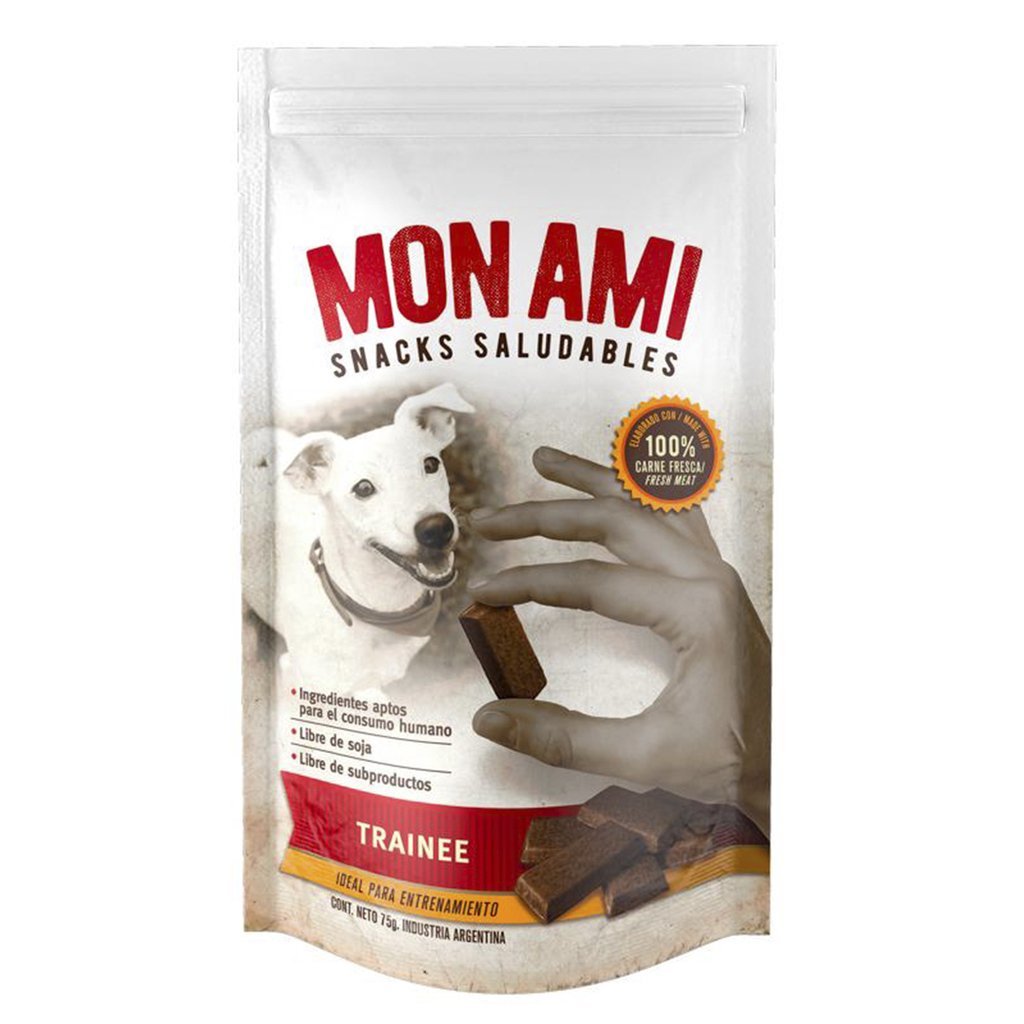 MON AMI
SNACKS SALUDABLES
ELABORADO CON / MADE WITH
100%
CARNE FRESCA/
FRESH MEAT
• Ingredientes aptos
para el consumo humano
• Libre de soja
• Libre de subproductos
TRAINEE
IDEAL PARA ENTRENAMIENTO
CONT. NETO 75g. INDUSTRIA ARGENTINA